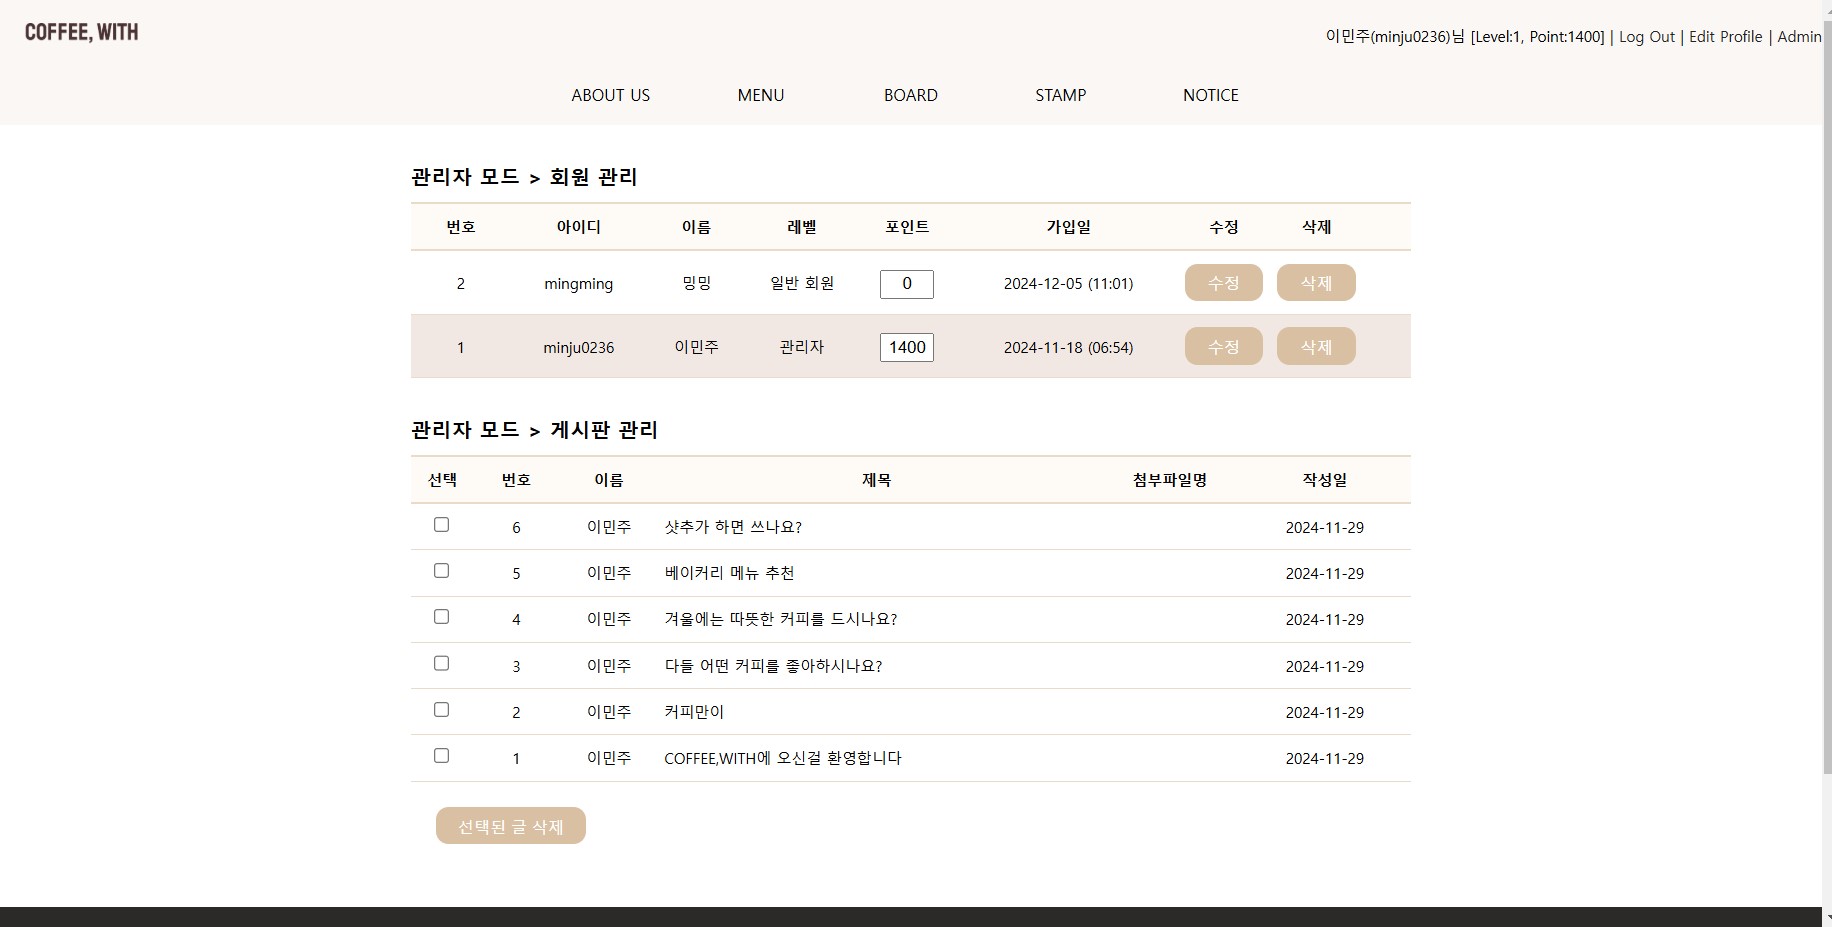 COFFEE, WITH
이민주(minju0236)님 [Level:1, Point:1400] | Log Out | Edit Profile | Admin
ABOUT US MENU BOARD STAMP NOTICE
관리자 모드 > 회원 관리
번호 아이디 이름 레벨 포인트 가입일 수정 삭제
2 mingming 밍밍 일반 회원 0 2024-12-05 (11:01) 수정 삭제
1 minju0236 이민주 관리자 1400 2024-11-18 (06:54) 수정 삭제
관리자 모드 > 게시판 관리
선택 번호 이름 제목 첨부파일명 작성일
6 이민주 샷추가 하면 쓰나요? 2024-11-29
5 이민주 베이커리 메뉴 추천 2024-11-29
4 이민주 겨울에는 따뜻한 커피를 드시나요? 2024-11-29
3 이민주 다들 어떤 커피를 좋아하시나요? 2024-11-29
2 이민주 커피만이 2024-11-29
1 이민주 COFFEE,WITH에 오신걸 환영합니다 2024-11-29
선택된 글 삭제